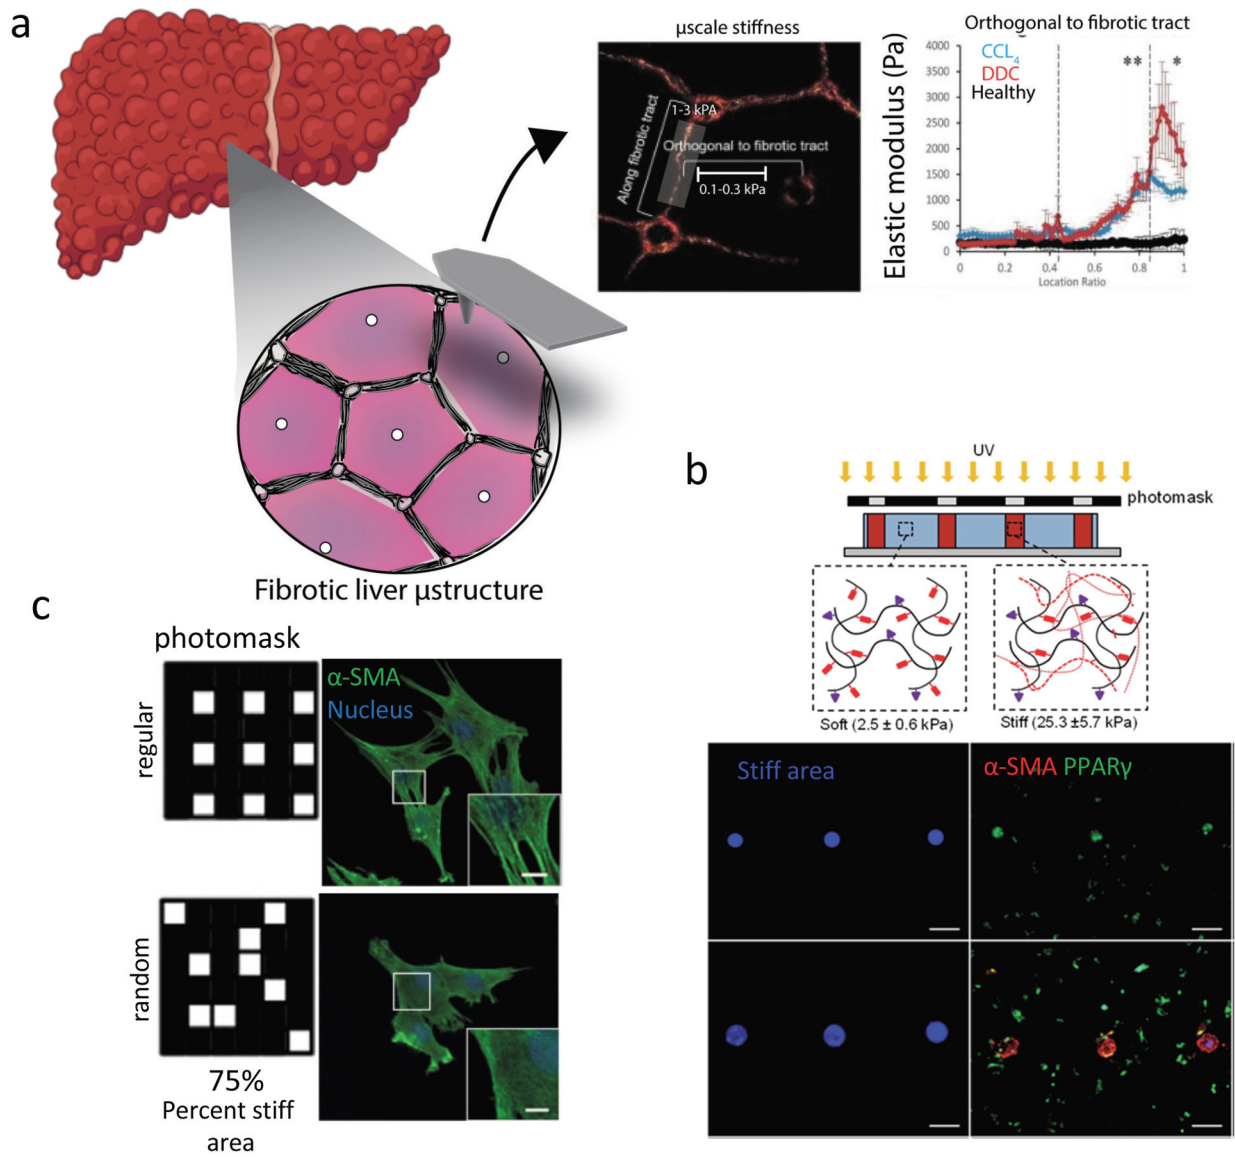 a
μscale stiffness
1-3 kPA
Along fibrotic tract
Orthogonal to fibrotic tract
0.1-0.3 kPa
Orthogonal to fibrotic tract
Elastic modulus (Pa)
4000
3500
3000
2500
2000
1500
1000
500
0
CCL4
DDC
Healthy
**
*
0 0.2 0.4 0.6 0.8 1
Location Ratio
Fibrotic liver μstructure
b
UV
photomask
Soft (2.5 ± 0.6 kPa)
Stiff (25.3 ±5.7 kPa)
Stiff area
α-SMA PPARγ
c
photomask
regular
α-SMA
Nucleus
random
75%
Percent stiff
area